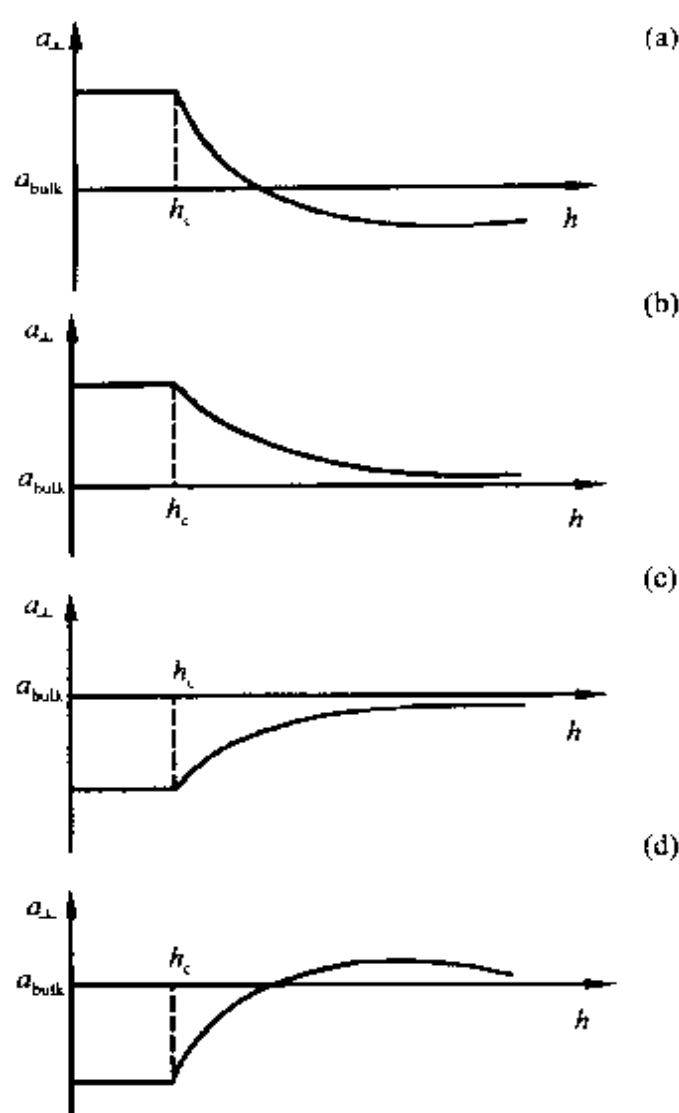 (a)
a⊥
a_bulk
h_c
h
(b)
a⊥
a_bulk
h_c
h
(c)
a⊥
a_bulk
h_c
h
(d)
a⊥
a_bulk
h_c
h